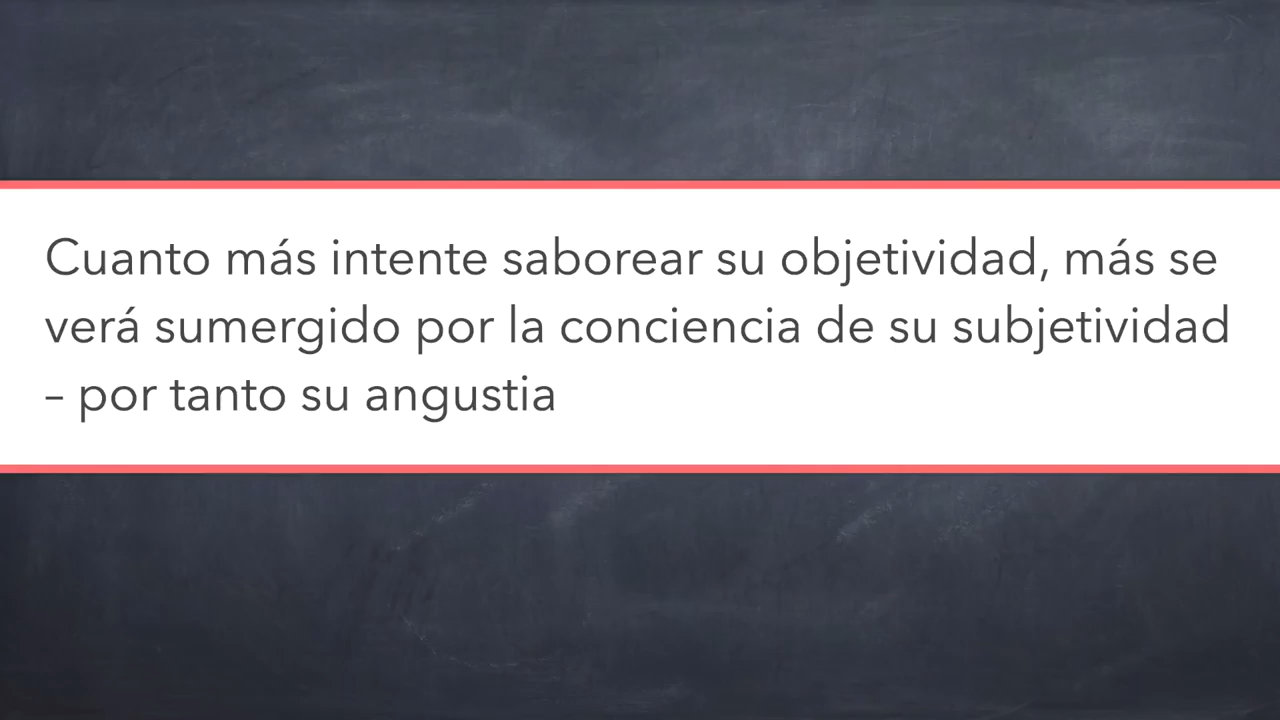 Cuanto más intente saborear su objetividad, más se
verá sumergido por la conciencia de su subjetividad
– por tanto su angustia